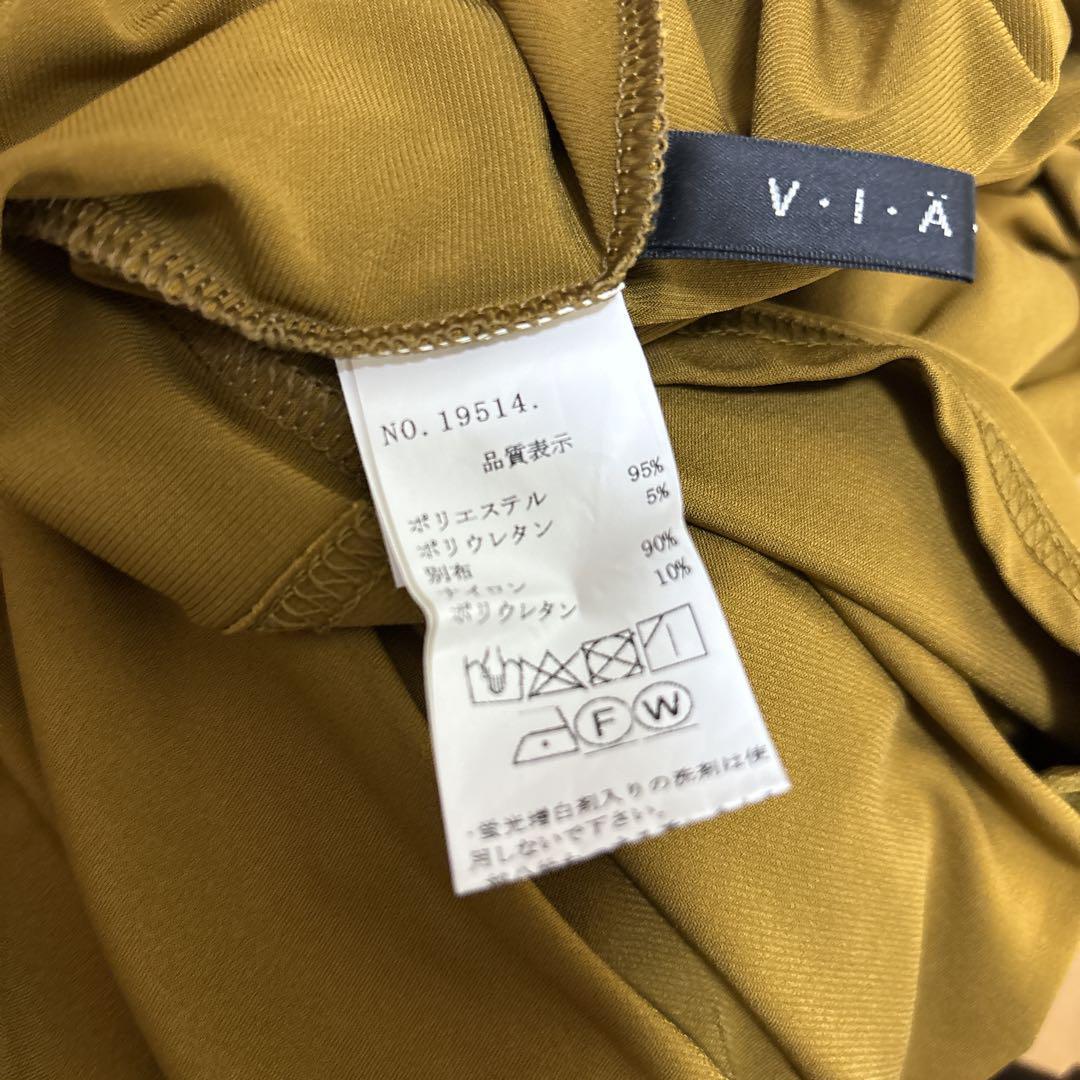 V・I・Ä・
NO. 19514.
品質表示
ポリエステル 95%
ポリウレタン 5%
別布
ナイロン 90%
ポリウレタン 10%
F W
・蛍光増白剤入りの洗剤は使
用しないで下さい。